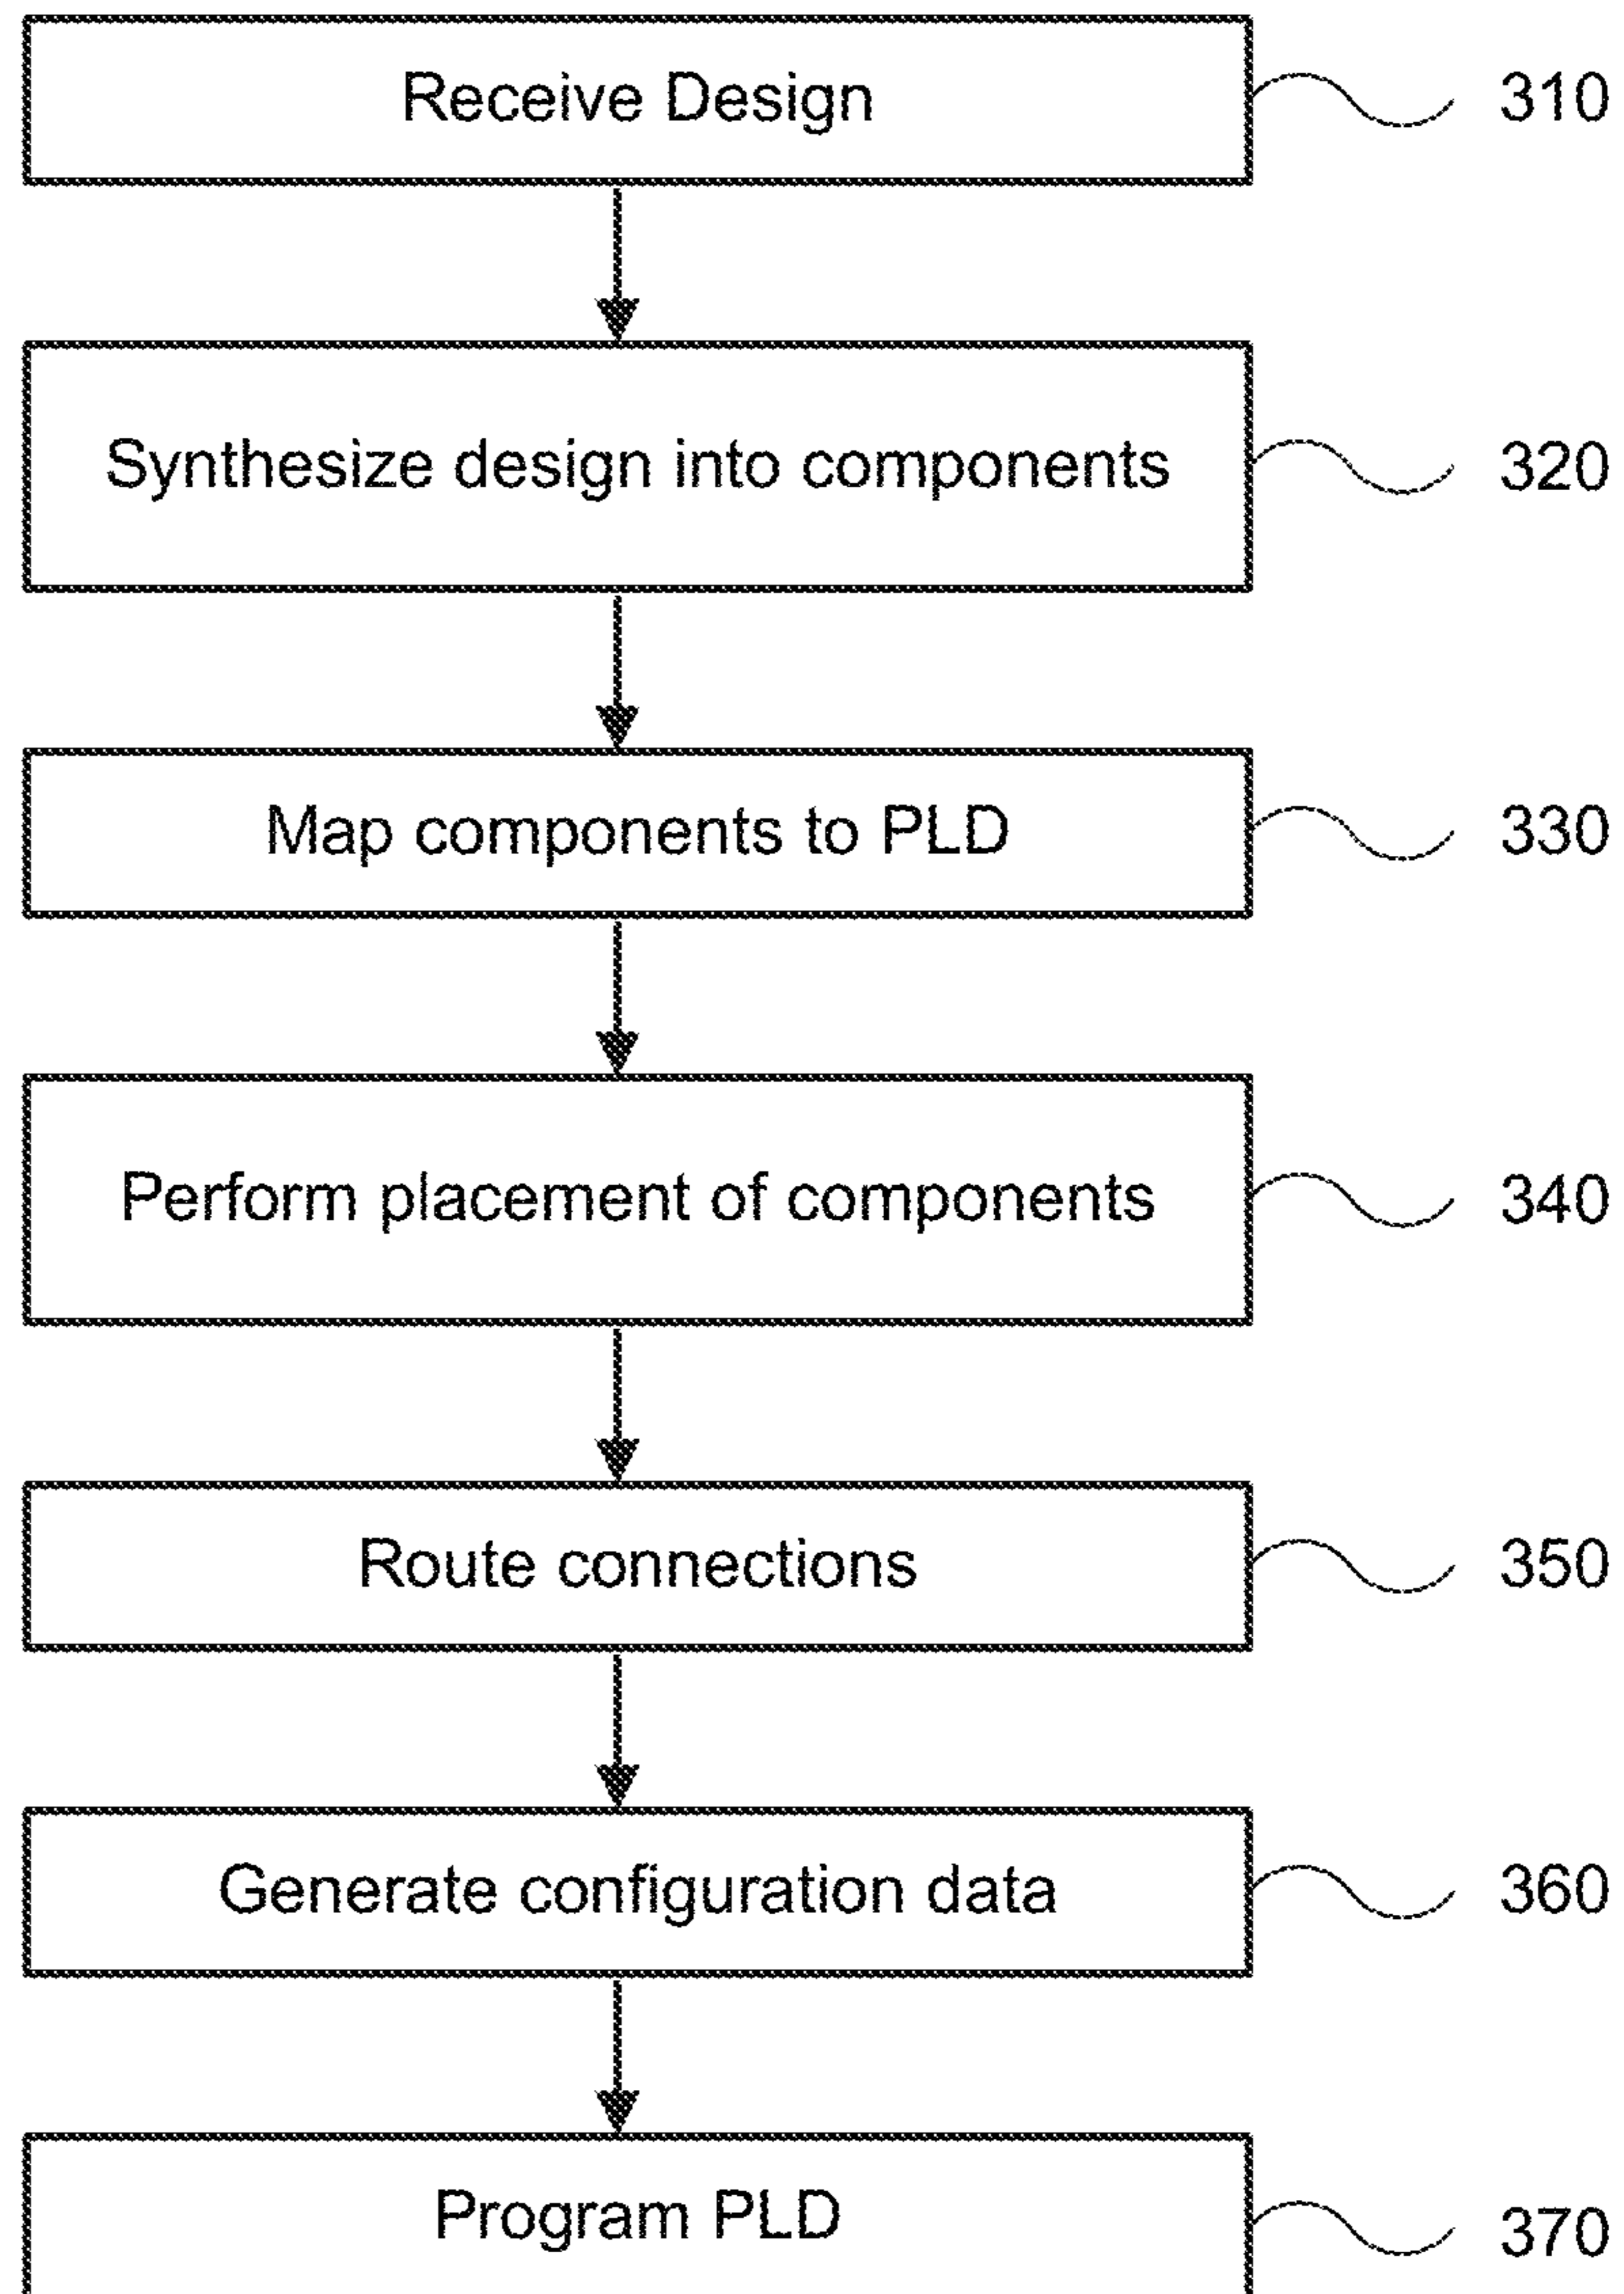 Receive Design
310
Synthesize design into components
320
Map components to PLD
330
Perform placement of components
340
Route connections
350
Generate configuration data
360
Program PLD
370